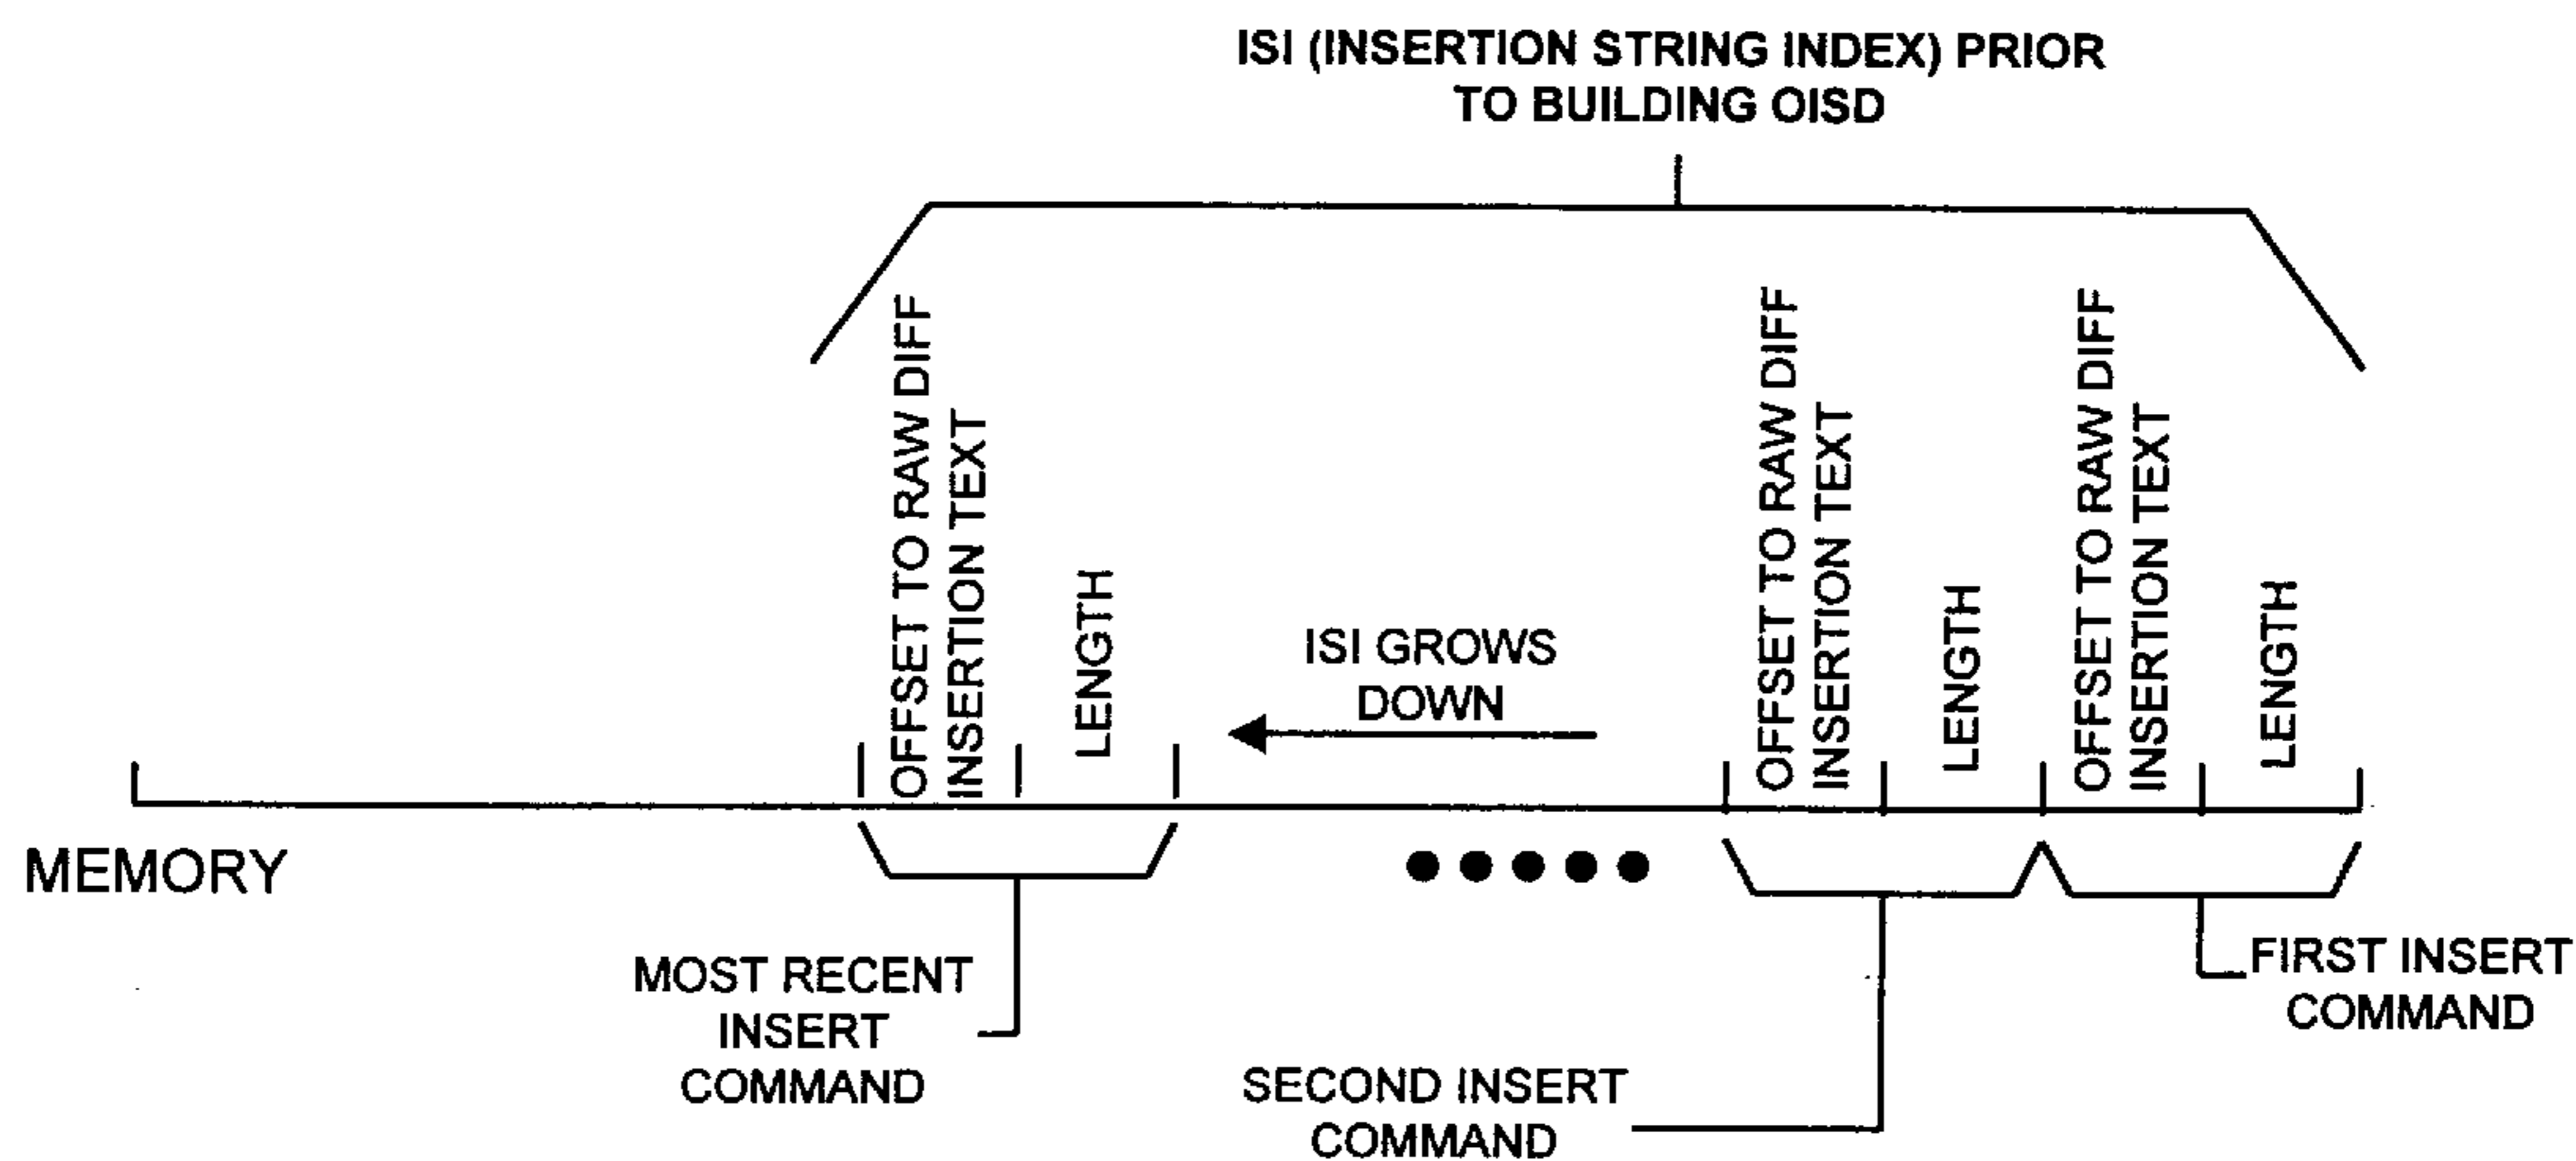 ISI (INSERTION STRING INDEX) PRIOR
TO BUILDING OISD
OFFSET TO RAW DIFF
INSERTION TEXT
LENGTH
ISI GROWS
DOWN
OFFSET TO RAW DIFF
INSERTION TEXT
LENGTH
OFFSET TO RAW DIFF
INSERTION TEXT
LENGTH
MEMORY
MOST RECENT
INSERT
COMMAND
SECOND INSERT
COMMAND
FIRST INSERT
COMMAND